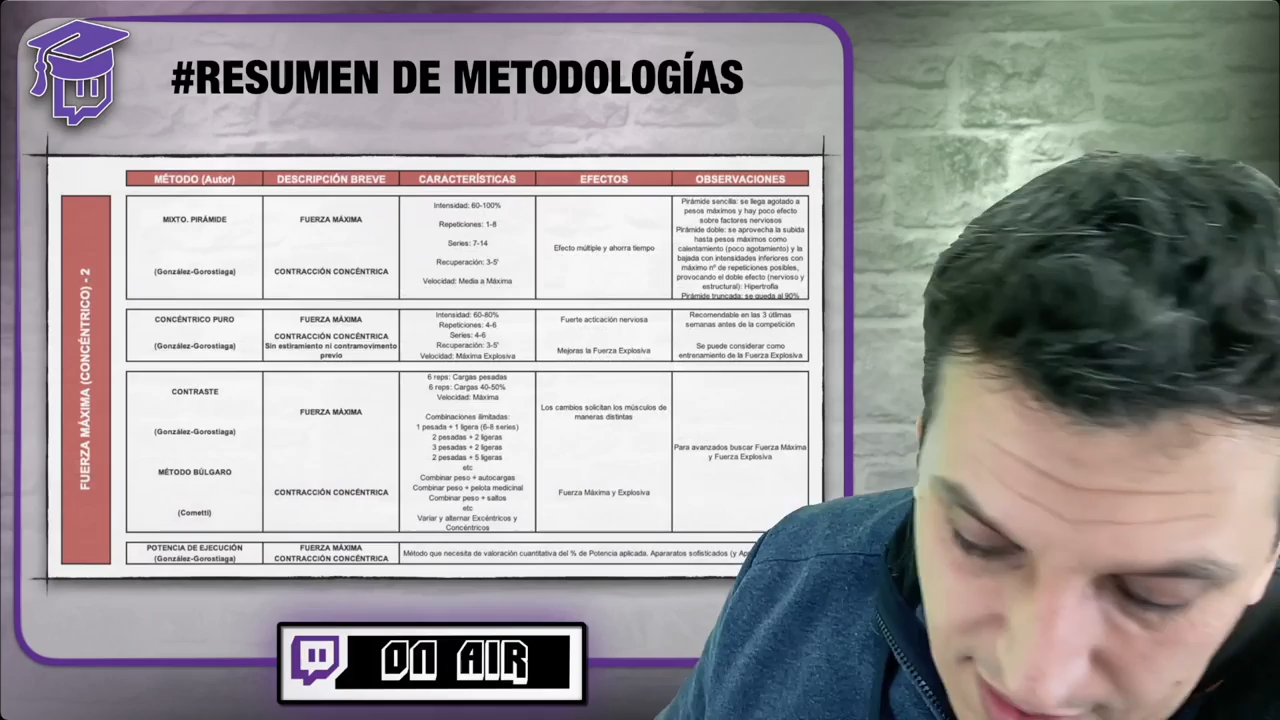 #RESUMEN DE METODOLOGÍAS
MÉTODO (Autor)
DESCRIPCIÓN BREVE
CARACTERÍSTICAS
EFECTOS
OBSERVACIONES
FUERZA MÁXIMA (CONCÉNTRICO) - 2
MIXTO. PIRÁMIDE
(González-Gorostiaga)
FUERZA MÁXIMA
CONTRACCIÓN CONCÉNTRICA
Intensidad: 60-100%
Repeticiones: 1-8
Series: 7-14
Recuperación: 3-5'
Velocidad: Media a Máxima
Efecto múltiple y ahorra tiempo
Pirámide sencilla: se llega agotado a
pesos máximos y hay poco efecto
sobre factores nerviosos
Pirámide doble: se aprovecha la subida
hasta pesos máximos como
calentamiento (poco agotamiento) y la
bajada con intensidades inferiores con
máximo nº de repeticiones posibles,
provocando el doble efecto (nervioso y
estructural): Hipertrofia
Pirámide truncada: se queda al 90%
CONCÉNTRICO PURO
(González-Gorostiaga)
FUERZA MÁXIMA
CONTRACCIÓN CONCÉNTRICA
Sin estiramiento ni contramovimento
previo
Intensidad: 60-80%
Repeticiones: 4-6
Series: 4-6
Recuperación: 3-5'
Velocidad: Máxima Explosiva
Fuerte activación nerviosa
Mejoras la Fuerza Explosiva
Recomendable en las 3 útlimas
semanas antes de la competición
Se puede considerar como
entrenamiento de la Fuerza Explosiva
CONTRASTE
(González-Gorostiaga)
MÉTODO BÚLGARO
(Cometti)
FUERZA MÁXIMA
CONTRACCIÓN CONCÉNTRICA
6 reps: Cargas pesadas
6 reps: Cargas 40-50%
Velocidad: Máxima
Combinaciones ilimitadas:
1 pesada + 1 ligera (6-8 series)
2 pesadas + 2 ligeras
3 pesadas + 2 ligeras
2 pesadas + 5 ligeras
etc
Combinar peso + autocargas
Combinar peso + pelota medicinal
Combinar peso + saltos
etc
Variar y alternar Excéntricos y
Concéntricos
Los cambios solicitan los músculos de
maneras distintas
Fuerza Máxima y Explosiva
Para avanzados buscar Fuerza Máxima
y Fuerza Explosiva
POTENCIA DE EJECUCIÓN
(González-Gorostiaga)
FUERZA MÁXIMA
CONTRACCIÓN CONCÉNTRICA
Método que necesita de valoración cuantitativa del % de Potencia aplicada. Apararatos sofisticados (y
ON AIR